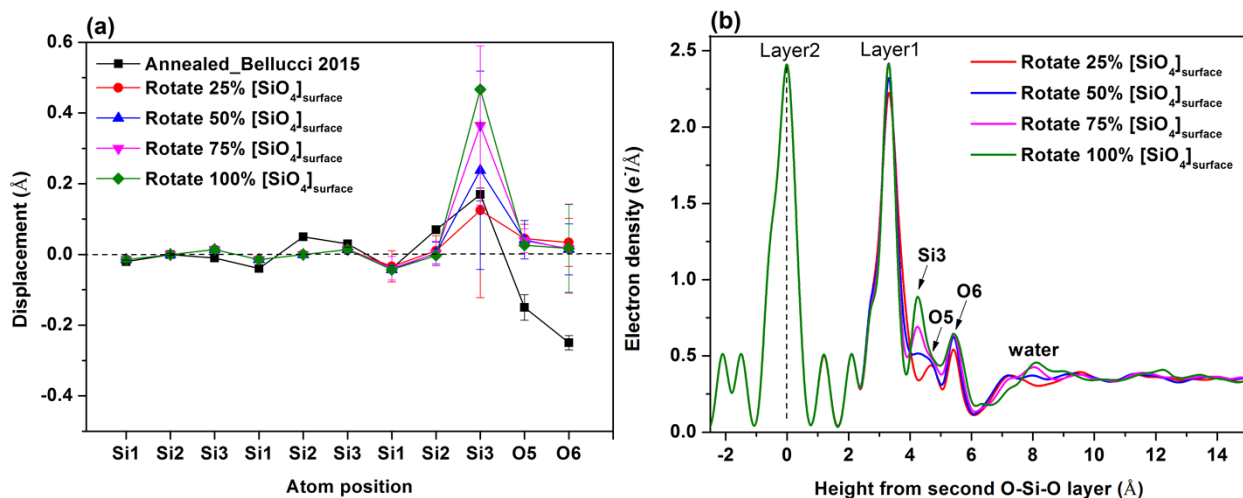 (a)
Displacement (Å)
0.6
0.4
0.2
0.0
-0.2
-0.4
Annealed_Bellucci 2015
Rotate 25% [SiO4]surface
Rotate 50% [SiO4]surface
Rotate 75% [SiO4]surface
Rotate 100% [SiO4]surface
Si1 Si2 Si3 Si1 Si2 Si3 Si1 Si2 Si3 O5 O6
Atom position
(b)
Electron density (e-/Å)
2.5
2.0
1.5
1.0
0.5
0.0
Layer2
Layer1
Rotate 25% [SiO4]surface
Rotate 50% [SiO4]surface
Rotate 75% [SiO4]surface
Rotate 100% [SiO4]surface
Si3
O5
O6
water
-2 0 2 4 6 8 10 12 14
Height from second O-Si-O layer (Å)